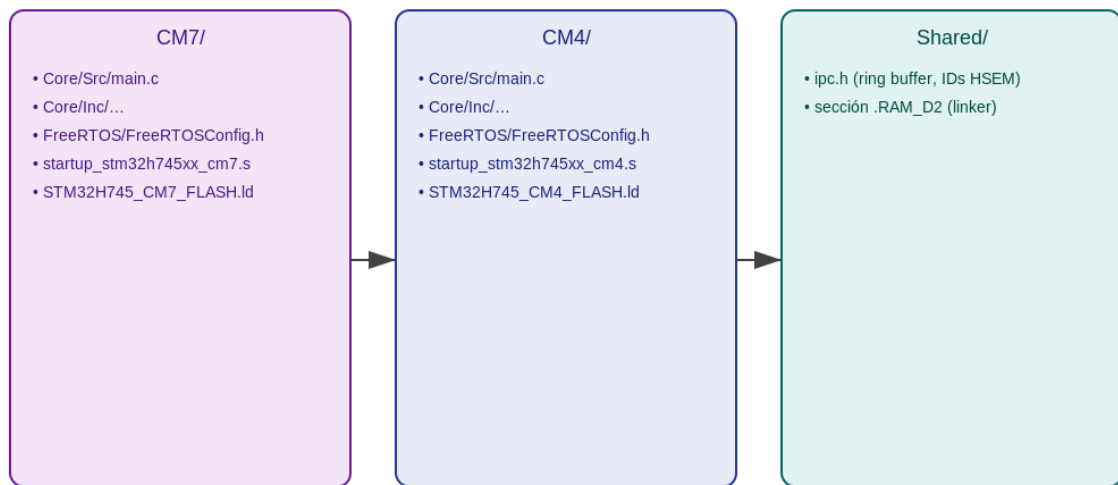 CM7/
• Core/Src/main.c
• Core/Inc/…
• FreeRTOS/FreeRTOSConfig.h
• startup_stm32h745xx_cm7.s
• STM32H745_CM7_FLASH.ld
CM4/
• Core/Src/main.c
• Core/Inc/…
• FreeRTOS/FreeRTOSConfig.h
• startup_stm32h745xx_cm4.s
• STM32H745_CM4_FLASH.ld
Shared/
• ipc.h (ring buffer, IDs HSEM)
• sección .RAM_D2 (linker)